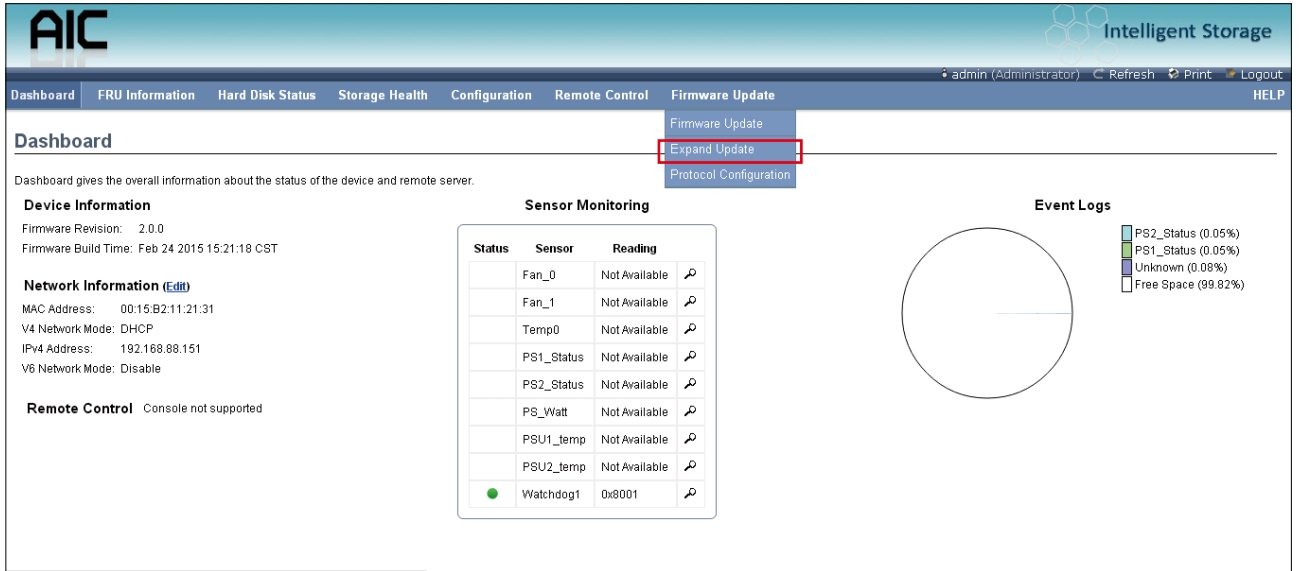 AIC
Intelligent Storage
admin (Administrator) Refresh Print Logout
Dashboard FRU Information Hard Disk Status Storage Health Configuration Remote Control Firmware Update HELP
Firmware Update
Expand Update
Protocol Configuration
Dashboard
Dashboard gives the overall information about the status of the device and remote server.
Device Information
Firmware Revision: 2.0.0
Firmware Build Time: Feb 24 2015 15:21:18 CST
Network Information (Edit)
MAC Address: 00:15:B2:11:21:31
V4 Network Mode: DHCP
IPv4 Address: 192.168.88.151
V6 Network Mode: Disable
Remote Control Console not supported
Sensor Monitoring
Status Sensor Reading
Fan_0 Not Available
Fan_1 Not Available
Temp0 Not Available
PS1_Status Not Available
PS2_Status Not Available
PS_Watt Not Available
PSU1_temp Not Available
PSU2_temp Not Available
Watchdog1 0x8001
Event Logs
PS2_Status (0.05%)
PS1_Status (0.05%)
Unknown (0.08%)
Free Space (99.82%)